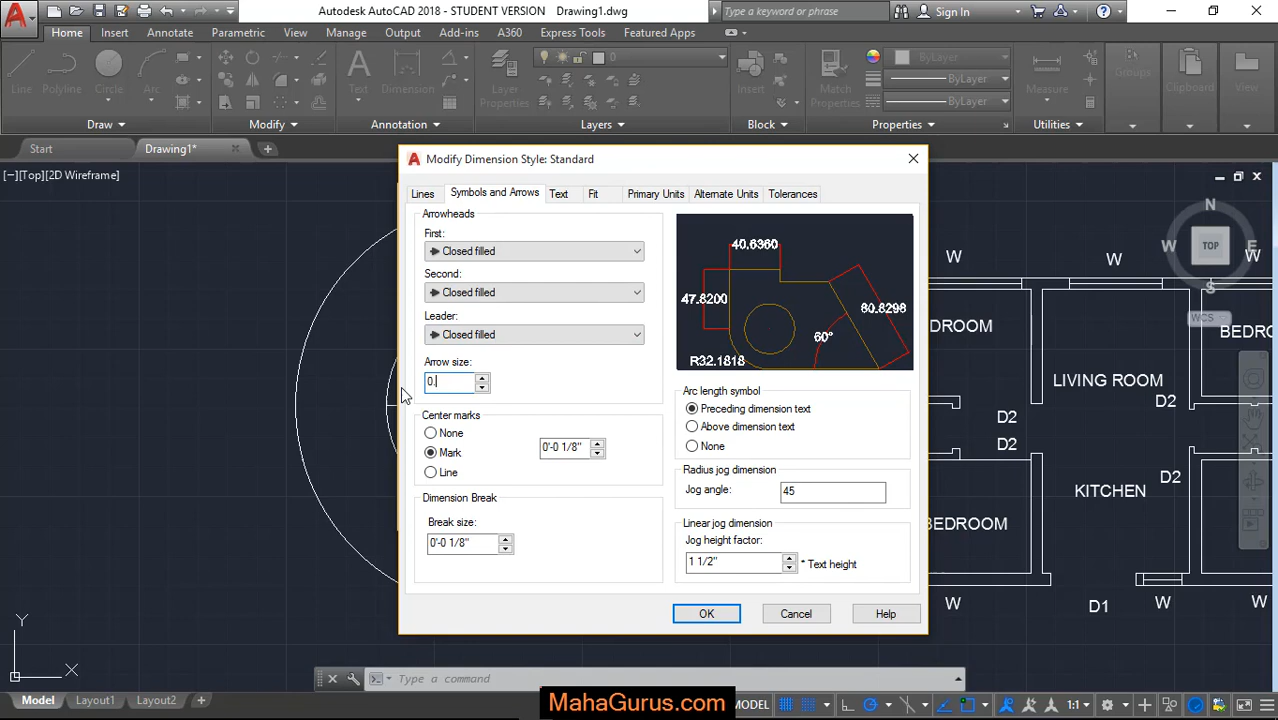 Autodesk AutoCAD 2018 - STUDENT VERSION Drawing1.dwg
Type a keyword or phrase
Sign In
Home Insert Annotate Parametric View Manage Output Add-ins A360 Express Tools Featured Apps
Line Polyline Circle Arc
Text Dimension
Layer
Properties
0
Insert
Match
Properties
ByLayer
ByLayer
ByLayer
Measure
Groups
Clipboard
View
Draw Modify Annotation Layers Block Properties Utilities
Start Drawing1*
[−][Top][2D Wireframe]
Modify Dimension Style: Standard
Lines Symbols and Arrows Text Fit Primary Units Alternate Units Tolerances
Arrowheads
First:
Closed filled
Second:
Closed filled
Leader:
Closed filled
Arrow size:
0.
Center marks
None
Mark
Line
0'-0 1/8"
Dimension Break
Break size:
0'-0 1/8"
40.6360
47.8200
60.8298
60°
R32.1818
Arc length symbol
Preceding dimension text
Above dimension text
None
Radius jog dimension
Jog angle: 45
Linear jog dimension
Jog height factor:
1 1/2" * Text height
OK Cancel Help
N
W TOP E
S
WCS
W W W
DROOM
BEDRO
LIVING ROOM
D2
D2
D2
D2
KITCHEN
BEDROOM
W D1 W W
Y
X
Type a command
Model Layout1 Layout2 +
MahaGurus.com
MODEL
1:1